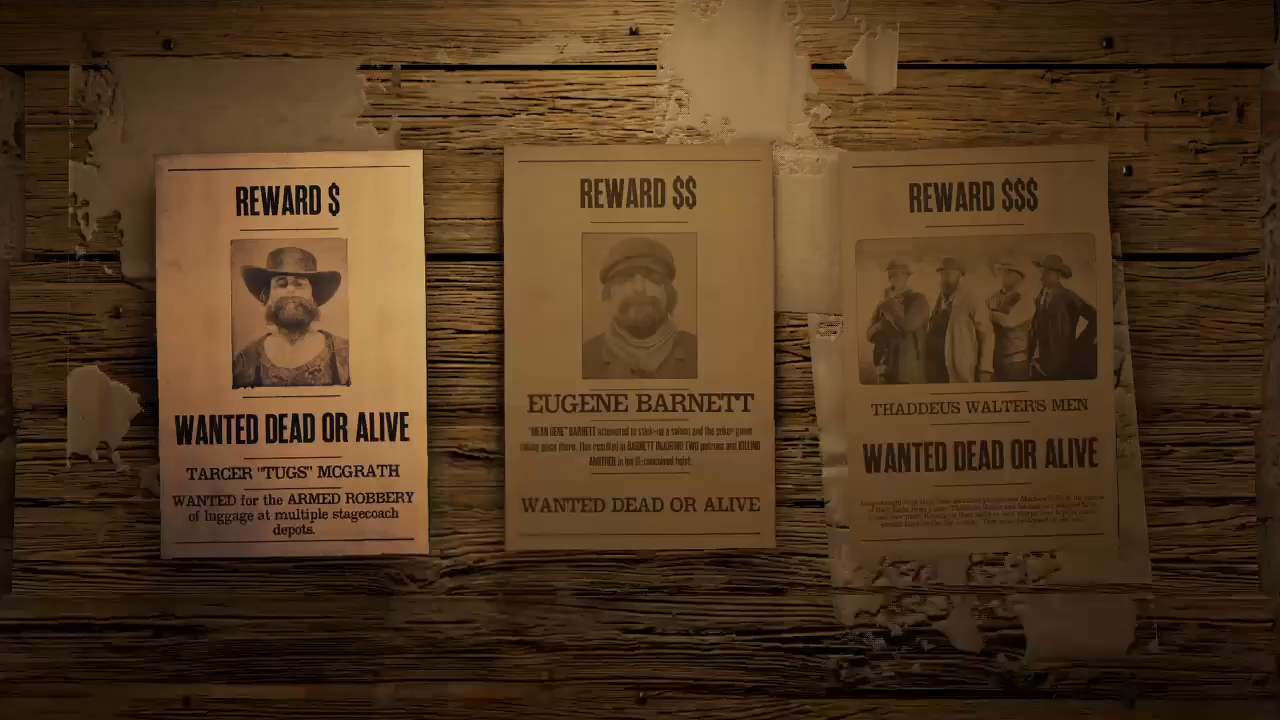 REWARD $
WANTED DEAD OR ALIVE
TARCER "TUGS" MCGRATH
WANTED for the ARMED ROBBERY
of luggage at multiple stagecoach
depots.
REWARD $$
EUGENE BARNETT
"MEAN GENE" BARNETT attempted to stick-up a saloon and the poker game
taking place there. This resulted in BARNETT INJURING TWO patrons and KILLING
ANOTHER in his ill-conceived heist.
WANTED DEAD OR ALIVE
REWARD $$$
THADDEUS WALTER'S MEN
WANTED DEAD OR ALIVE